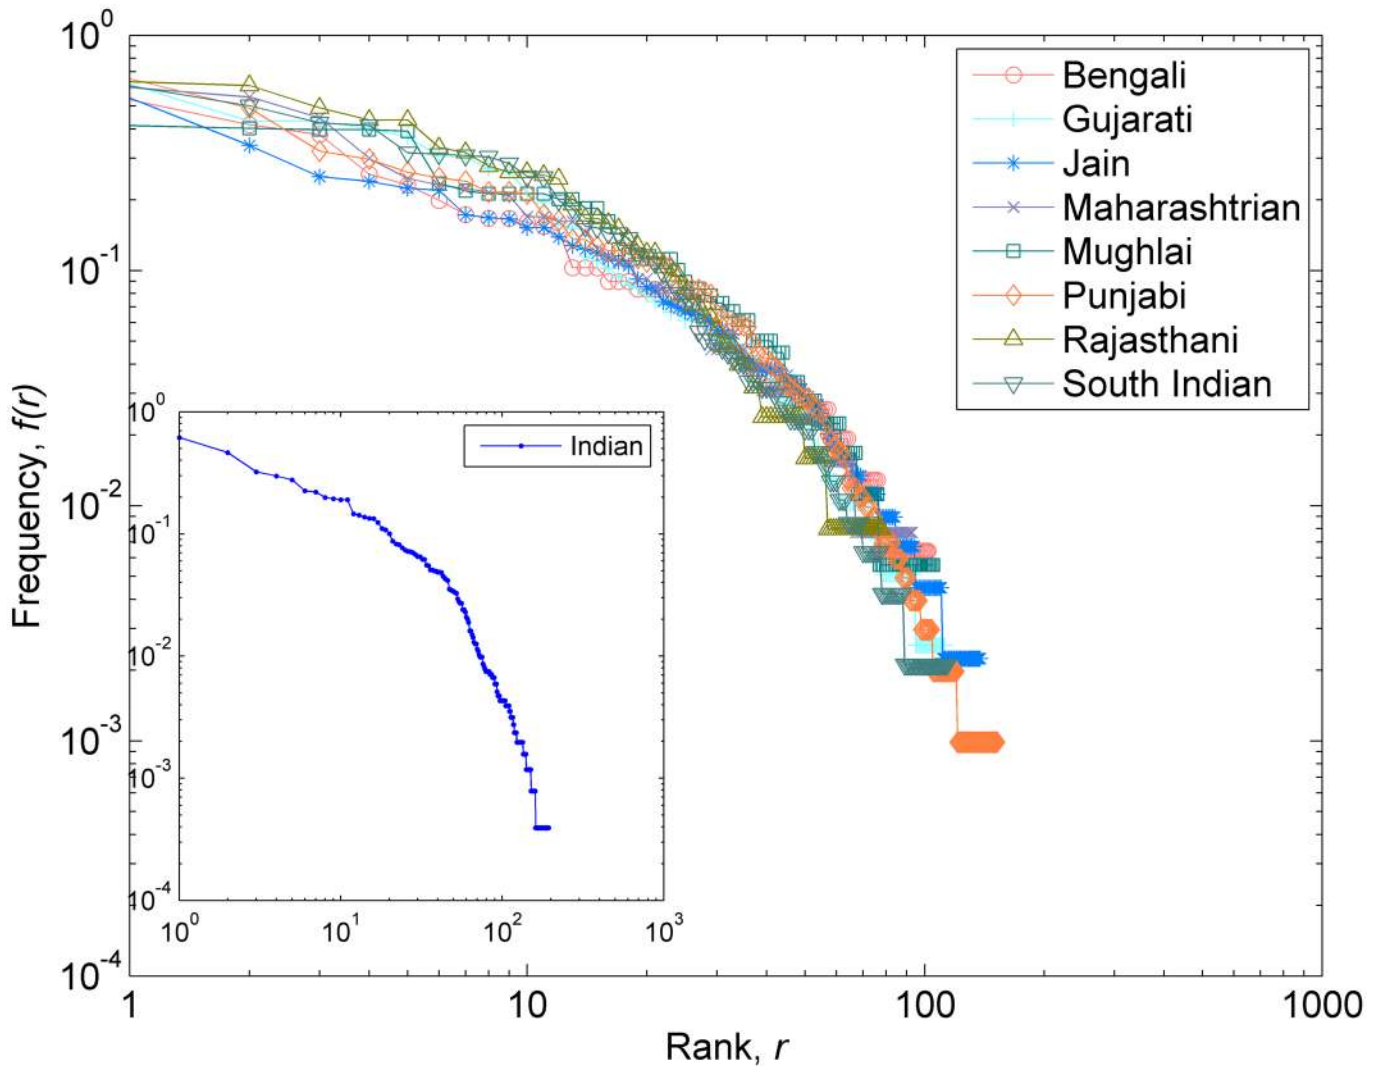 10^0
10^-1
10^-2
10^-3
10^-4
Frequency, f(r)
Bengali
Gujarati
Jain
Maharashtrian
Mughlai
Punjabi
Rajasthani
South Indian
10^0
10^-1
10^-2
10^-3
10^-4
Indian
10^0 10^1 10^2 10^3
1 10 100 1000
Rank, r